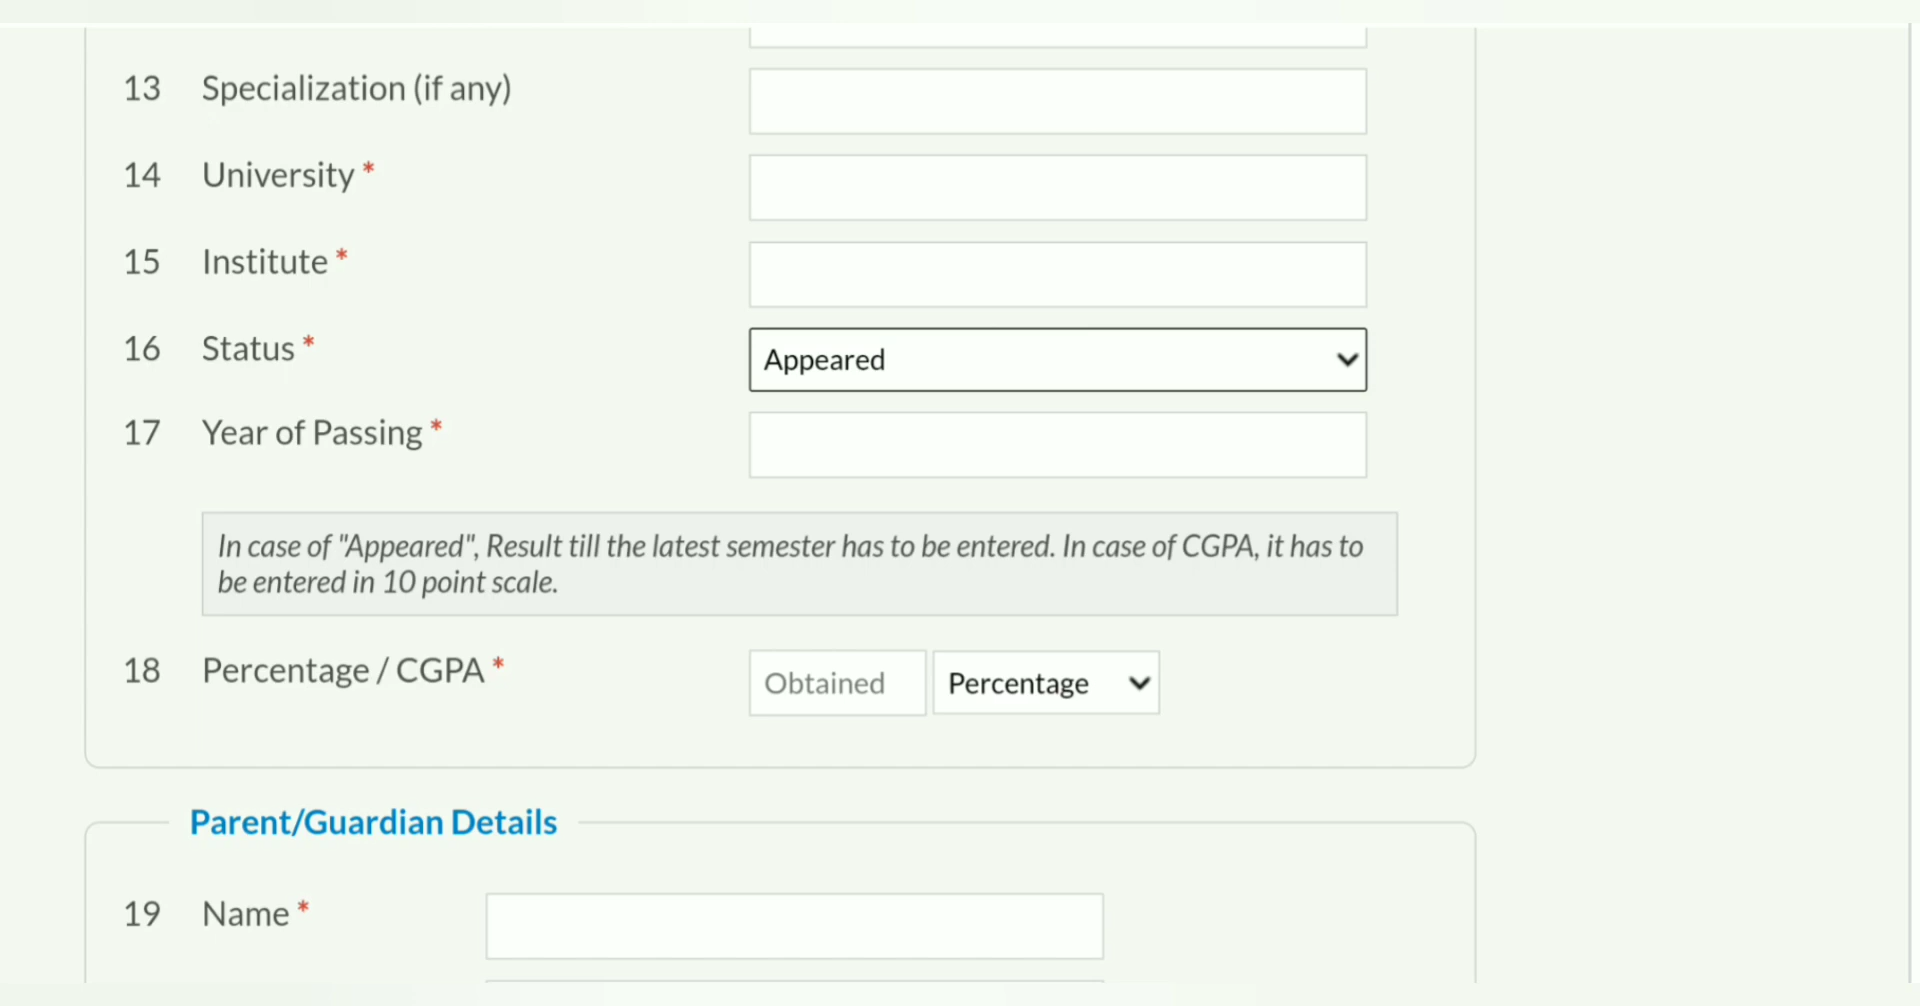 13 Specialization (if any)
14 University *
15 Institute *
16 Status * Appeared
17 Year of Passing *
In case of "Appeared", Result till the latest semester has to be entered. In case of CGPA, it has to
be entered in 10 point scale.
18 Percentage / CGPA * Obtained Percentage
Parent/Guardian Details
19 Name *